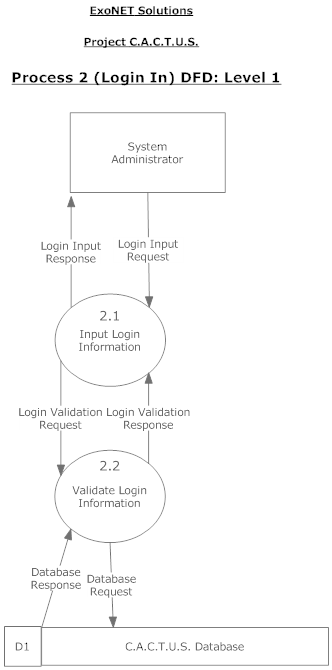 ExoNET Solutions
Project C.A.C.T.U.S.
Process 2 (Login In) DFD: Level 1
System
Administrator
Login Input
Response
Login Input
Request
2.1
Input Login
Information
Login Validation
Request
Login Validation
Response
2.2
Validate Login
Information
Database
Response
Database
Request
D1
C.A.C.T.U.S. Database